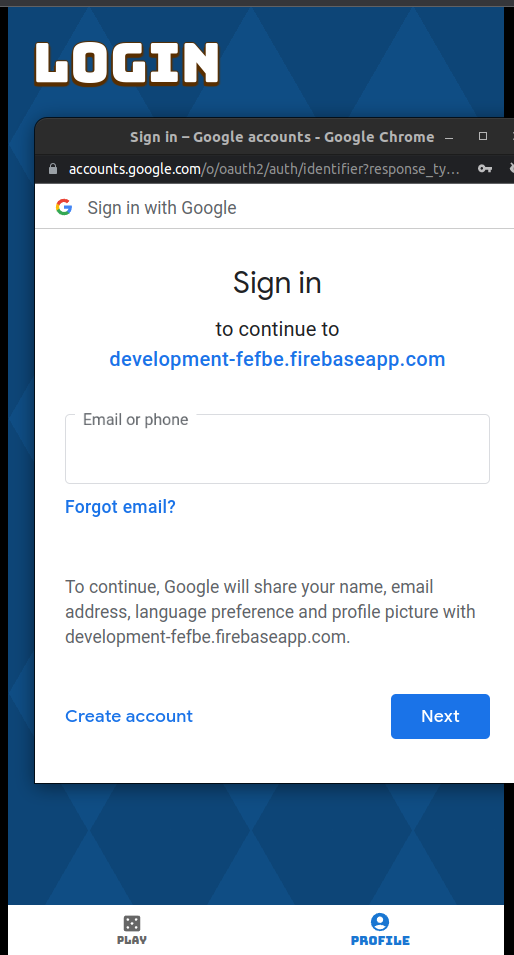 LOGIN
Sign in – Google accounts - Google Chrome
accounts.google.com/o/oauth2/auth/identifier?response_ty...
Sign in with Google
Sign in
to continue to
development-fefbe.firebaseapp.com
Email or phone
Forgot email?
To continue, Google will share your name, email
address, language preference and profile picture with
development-fefbe.firebaseapp.com.
Create account
Next
PLAY
PROFILE